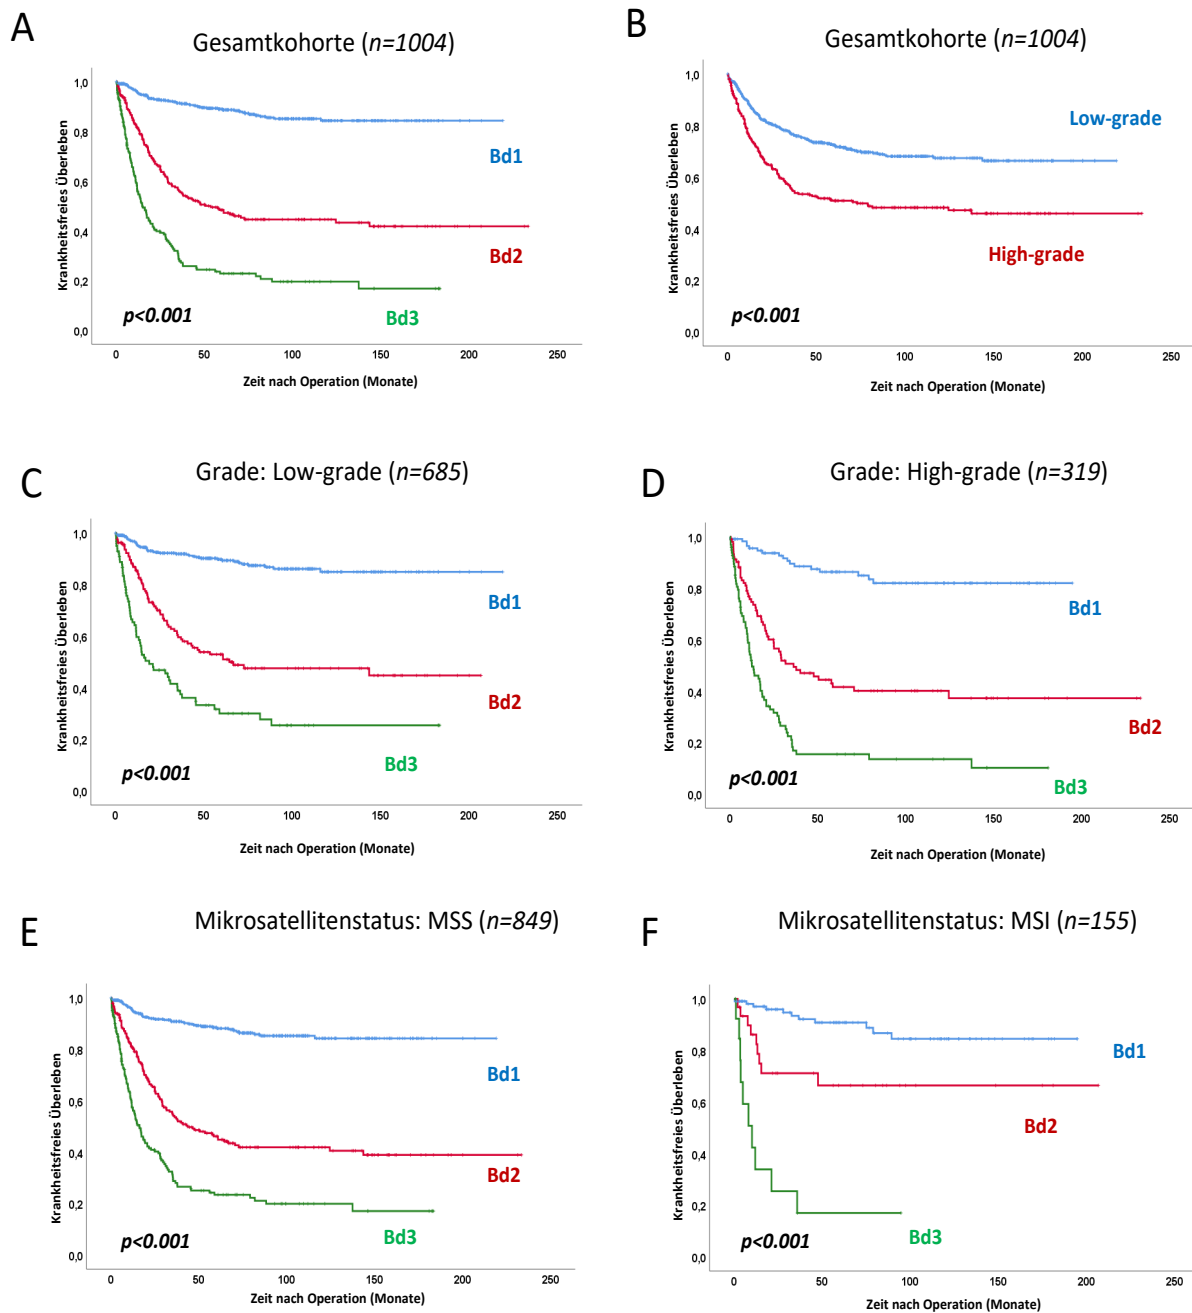 A
Gesamtkohorte (n=1004)
Krankheitsfreies Überleben
1,0
0,8
0,6
0,4
0,2
0,0
Bd1
Bd2
Bd3
p<0.001
0 50 100 150 200 250
Zeit nach Operation (Monate)
B
Gesamtkohorte (n=1004)
Krankheitsfreies Überleben
1,0
0,8
0,6
0,4
0,2
0,0
Low-grade
High-grade
p<0.001
0 50 100 150 200 250
Zeit nach Operation (Monate)
C
Grade: Low-grade (n=685)
Krankheitsfreies Überleben
1,0
0,8
0,6
0,4
0,2
0,0
Bd1
Bd2
Bd3
p<0.001
0 50 100 150 200 250
Zeit nach Operation (Monate)
D
Grade: High-grade (n=319)
Krankheitsfreies Überleben
1,0
0,8
0,6
0,4
0,2
0,0
Bd1
Bd2
Bd3
p<0.001
0 50 100 150 200 250
Zeit nach Operation (Monate)
E
Mikrosatellitenstatus: MSS (n=849)
Krankheitsfreies Überleben
1,0
0,8
0,6
0,4
0,2
0,0
Bd1
Bd2
Bd3
p<0.001
0 50 100 150 200 250
Zeit nach Operation (Monate)
F
Mikrosatellitenstatus: MSI (n=155)
Krankheitsfreies Überleben
1,0
0,8
0,6
0,4
0,2
0,0
Bd1
Bd2
Bd3
p<0.001
0 50 100 150 200 250
Zeit nach Operation (Monate)